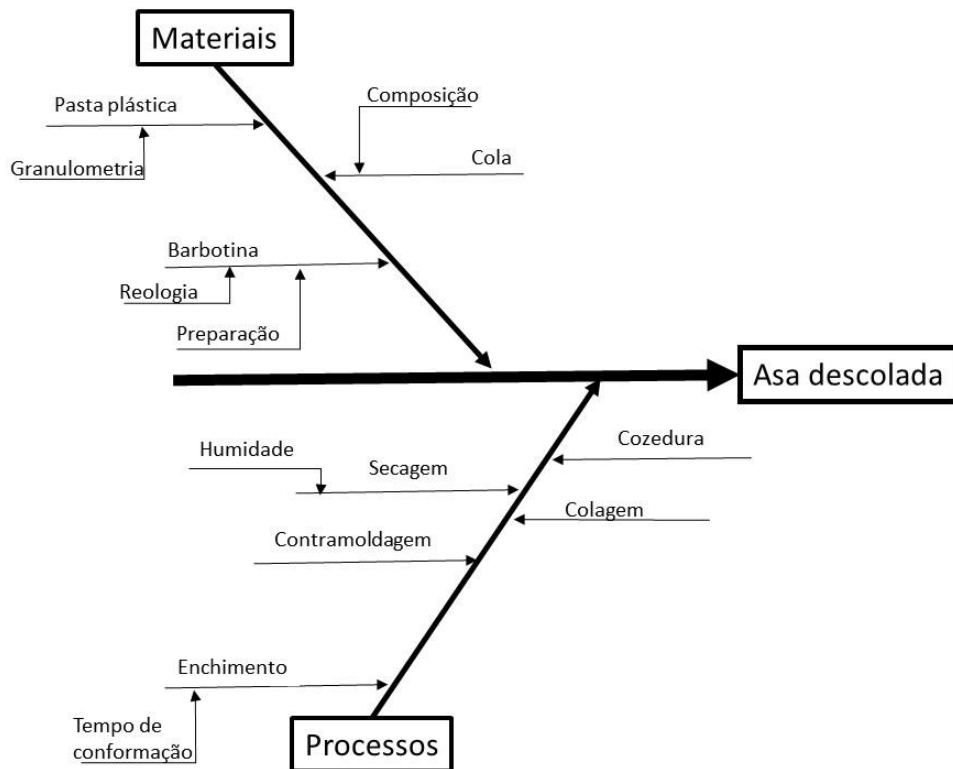 Materiais
Pasta plástica
Composição
Granulometria
Cola
Barbotina
Reologia
Preparação
Asa descolada
Humidade
Cozedura
Secagem
Colagem
Contramoldagem
Enchimento
Tempo de
conformação
Processos